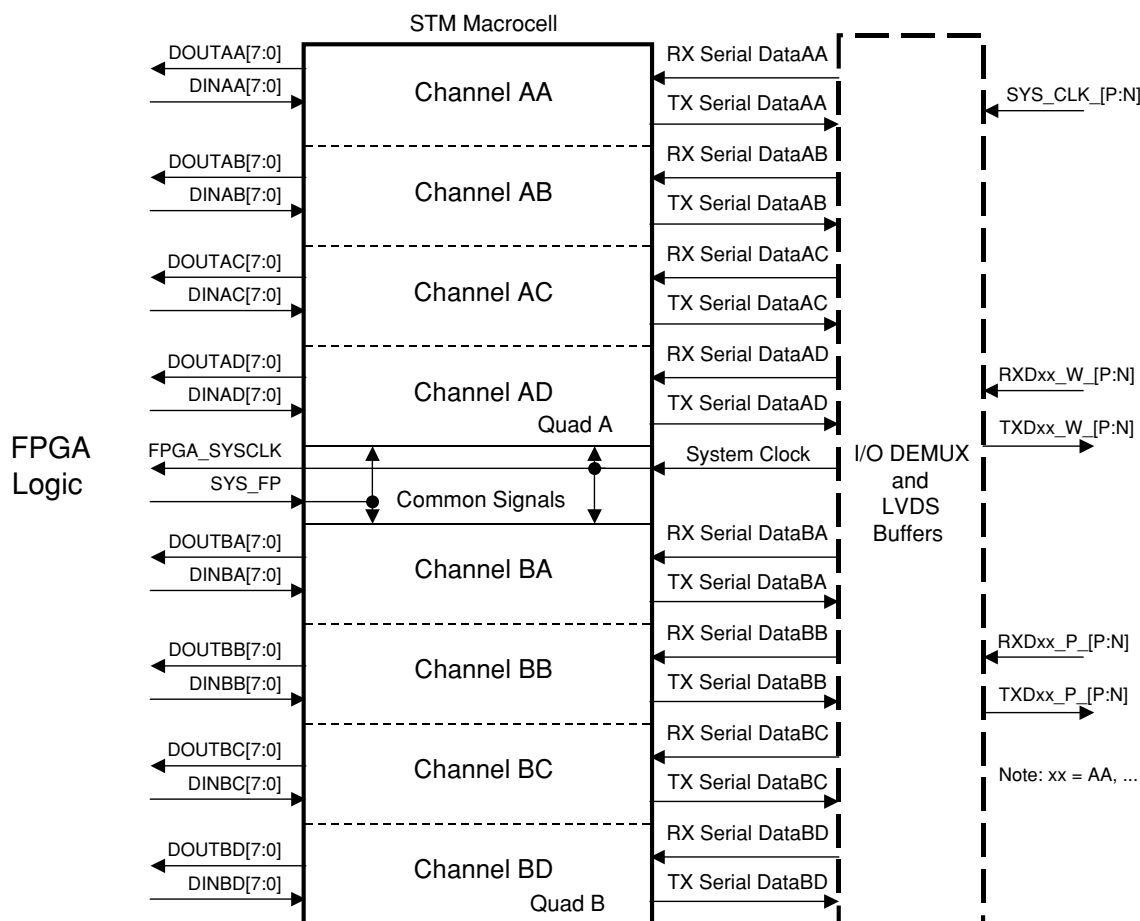 STM Macrocell
DOUTAA[7:0]
DINAA[7:0]
Channel AA
RX Serial DataAA
TX Serial DataAA
SYS_CLK_[P:N]
DOUTAB[7:0]
DINAB[7:0]
Channel AB
RX Serial DataAB
TX Serial DataAB
DOUTAC[7:0]
DINAC[7:0]
Channel AC
RX Serial DataAC
TX Serial DataAC
DOUTAD[7:0]
DINAD[7:0]
Channel AD
Quad A
RX Serial DataAD
TX Serial DataAD
RXDxx_W_[P:N]
TXDxx_W_[P:N]
FPGA
Logic
FPGA_SYSCLK
SYS_FP
Common Signals
System Clock
I/O DEMUX
and
LVDS
Buffers
DOUTBA[7:0]
DINBA[7:0]
Channel BA
RX Serial DataBA
TX Serial DataBA
DOUTBB[7:0]
DINBB[7:0]
Channel BB
RX Serial DataBB
TX Serial DataBB
RXDxx_P_[P:N]
TXDxx_P_[P:N]
DOUTBC[7:0]
DINBC[7:0]
Channel BC
RX Serial DataBC
TX Serial DataBC
Note: xx = AA, ...
DOUTBD[7:0]
DINBD[7:0]
Channel BD
Quad B
RX Serial DataBD
TX Serial DataBD